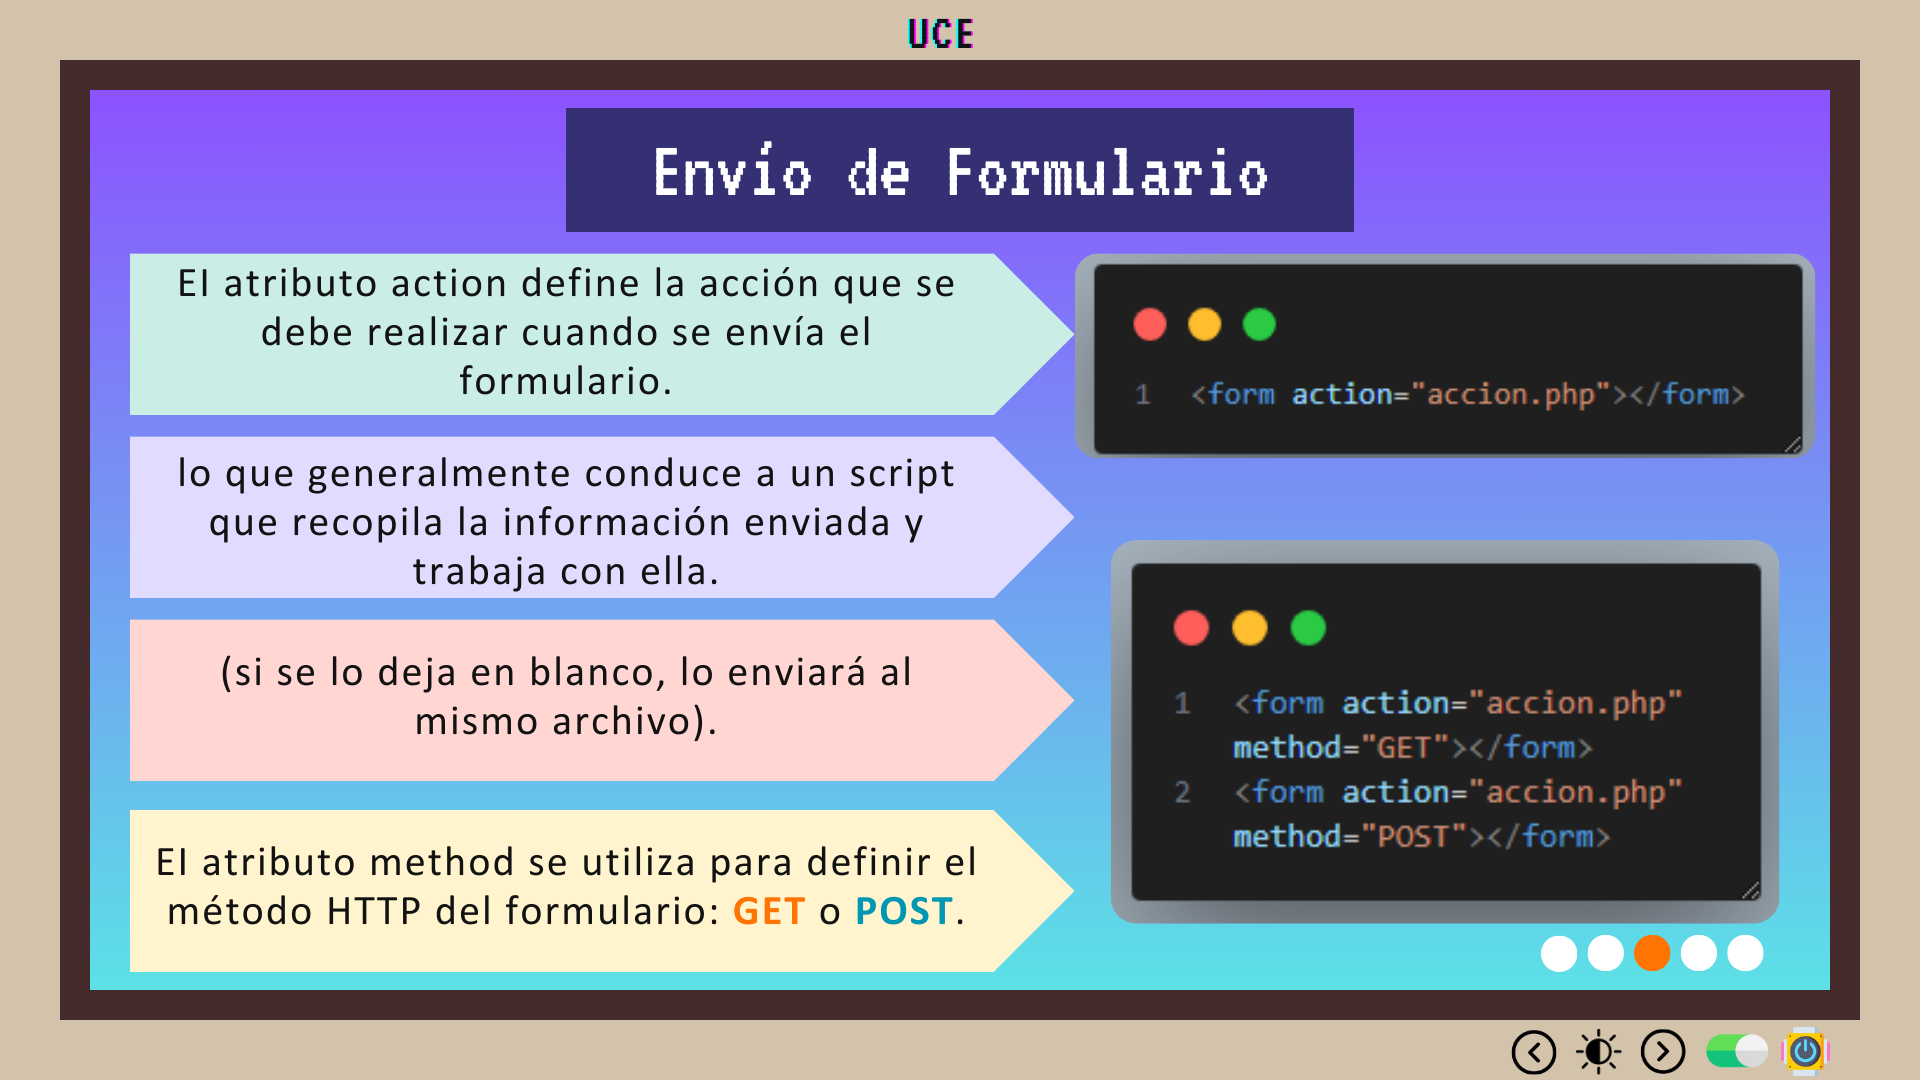 UCE
Envío de Formulario
El atributo action define la acción que se
debe realizar cuando se envía el
formulario.
lo que generalmente conduce a un script
que recopila la información enviada y
trabaja con ella.
(si se lo deja en blanco, lo enviará al
mismo archivo).
El atributo method se utiliza para definir el
método HTTP del formulario: GET o POST.
1 <form action="accion.php"></form>
1 <form action="accion.php"
method="GET"></form>
2 <form action="accion.php"
method="POST"></form>